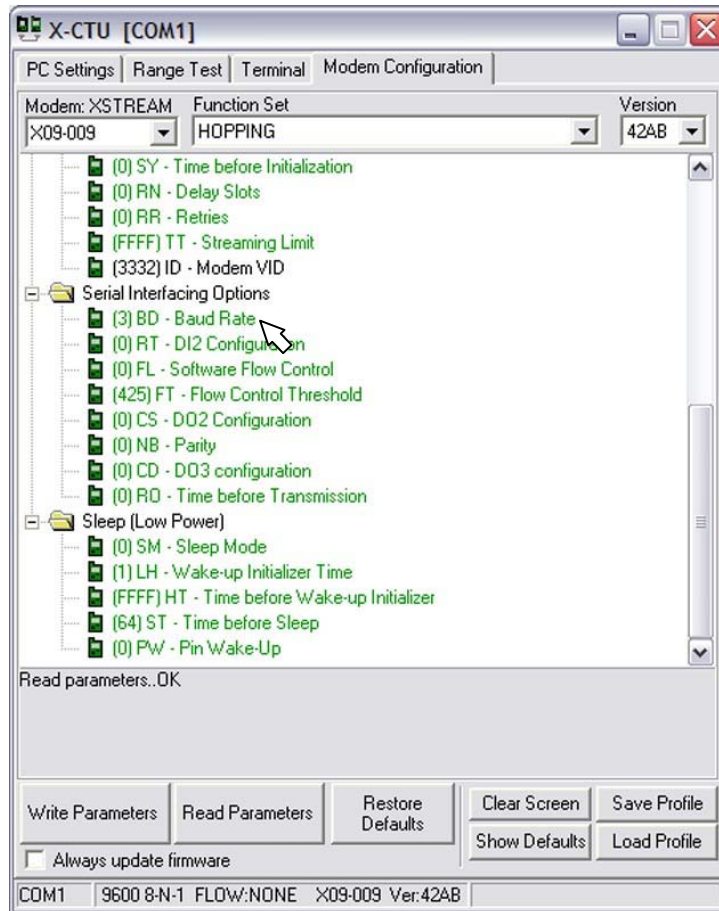 X-CTU [COM1]
PC Settings Range Test Terminal Modem Configuration
Modem: XSTREAM Function Set Version
X09-009 HOPPING 42AB
(0) SY - Time before Initialization
(0) RN - Delay Slots
(0) RR - Retries
(FFFF) TT - Streaming Limit
(3332) ID - Modem VID
Serial Interfacing Options
(3) BD - Baud Rate
(0) RT - DI2 Configuration
(0) FL - Software Flow Control
(425) FT - Flow Control Threshold
(0) CS - DO2 Configuration
(0) NB - Parity
(0) CD - DO3 configuration
(0) RO - Time before Transmission
Sleep (Low Power)
(0) SM - Sleep Mode
(1) LH - Wake-up Initializer Time
(FFFF) HT - Time before Wake-up Initializer
(64) ST - Time before Sleep
(0) PW - Pin Wake-Up
Read parameters..OK
Write Parameters Read Parameters Restore Defaults Clear Screen Save Profile
Show Defaults Load Profile
Always update firmware
COM1 9600 8-N-1 FLOW:NONE X09-009 Ver:42AB